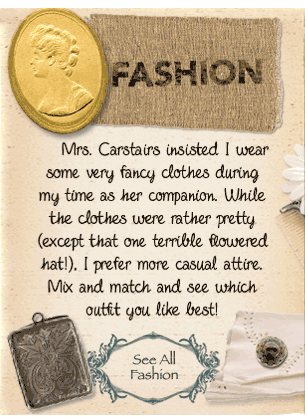 FASHION
Mrs. Carstairs insisted I wear
some very fancy clothes during
my time as her companion. While
the clothes were rather pretty
(except that one terrible flowered
hat!), I prefer more casual attire.
Mix and match and see which
outfit you like best!
See All
Fashion